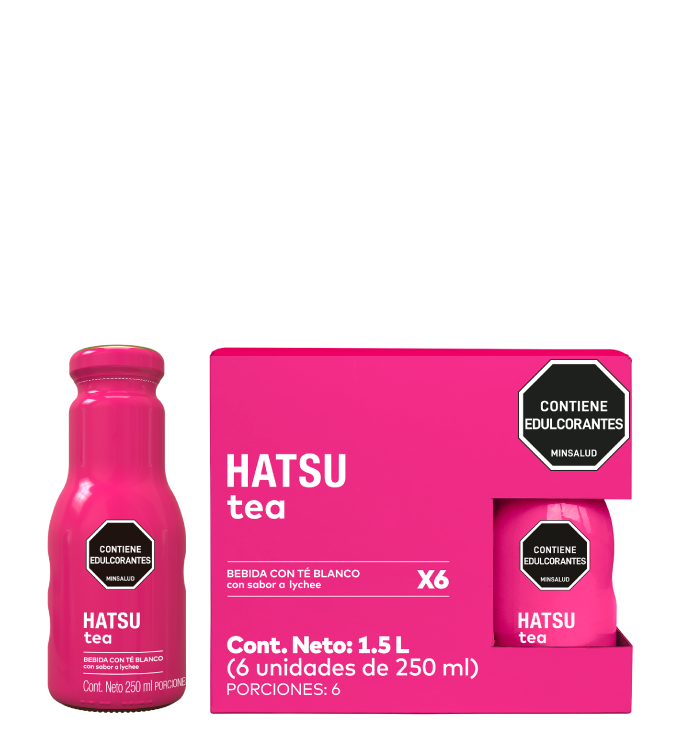 CONTIENE
EDULCORANTES
MINSALUD
HATSU
tea
BEBIDA CON TÉ BLANCO
con sabor a lychee
Cont. Neto 250 ml PORCIONE
CONTIENE
EDULCORANTES
MINSALUD
HATSU
tea
BEBIDA CON TÉ BLANCO
con sabor a lychee
X6
Cont. Neto: 1.5 L
(6 unidades de 250 ml)
PORCIONES: 6
CONTIENE
EDULCORANTES
MINSALUD
HATSU
tea